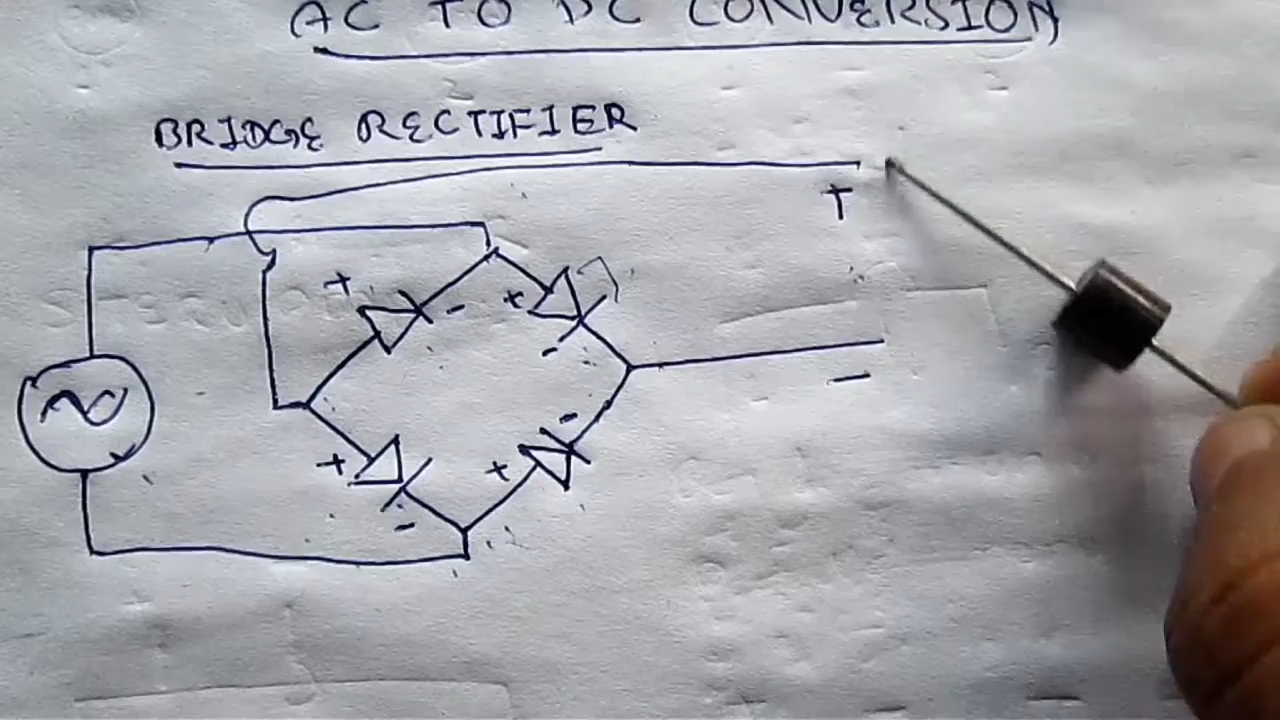 AC TO DC CONVERSION
BRIDGE RECTIFIER
+
+ - +
-
-
-
+ +
-